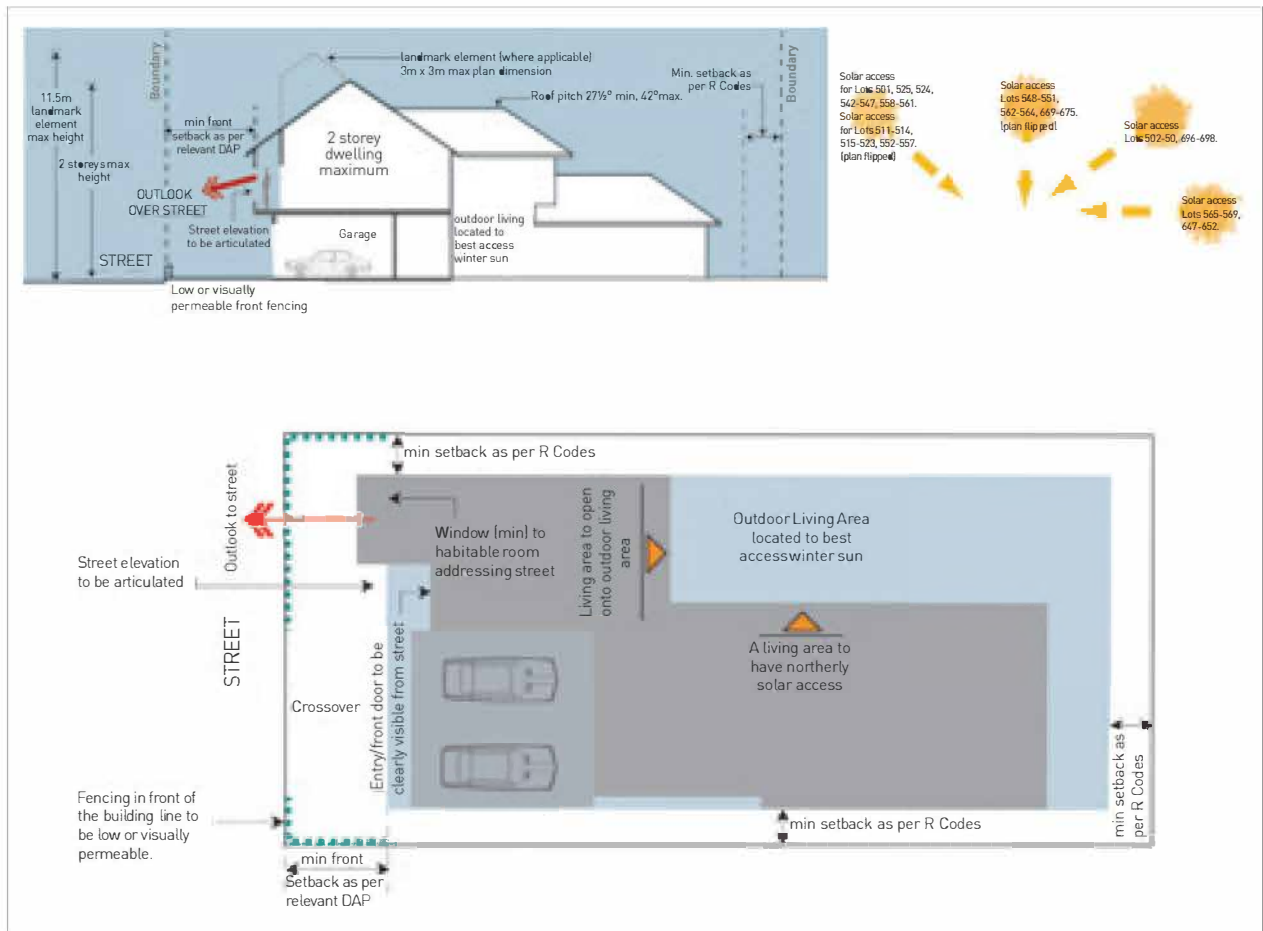 landmark element (where applicable)
3m x 3m max plan dimension
Roof pitch 27½° min, 42°max.
Min. setback as
per R Codes
Boundary
Boundary
11.5m
landmark
element
max height
min front
setback as per
relevant DAP
2 storeys max
height
2 storey
dwelling
maximum
OUTLOOK
OVER STREET
Street elevation
to be articulated
Garage
outdoor living
located to
best access
winter sun
STREET
Low or visually
permeable front fencing
Solar access
for Lots 501, 525, 524,
542-547, 558-561.
Solar access
for Lots 511-514,
515-523, 552-557.
(plan flipped)
Solar access
Lots 548-551,
562-564, 669-675.
(plan flipped)
Solar access
Lots 502-50, 696-698.
Solar access
Lots 565-569,
647-652.
min setback as per R Codes
Outlook to street
Window (min) to
habitable room
addressing street
Living area to open
onto outdoor living
area
Outdoor Living Area
located to best
access winter sun
Street elevation
to be articulated
STREET
Entry/front door to be
clearly visible from street
A living area to
have northerly
solar access
Crossover
min setback as
per R Codes
Fencing in front of
the building line to
be low or visually
permeable.
min setback as per R Codes
min front
Setback as per
relevant DAP